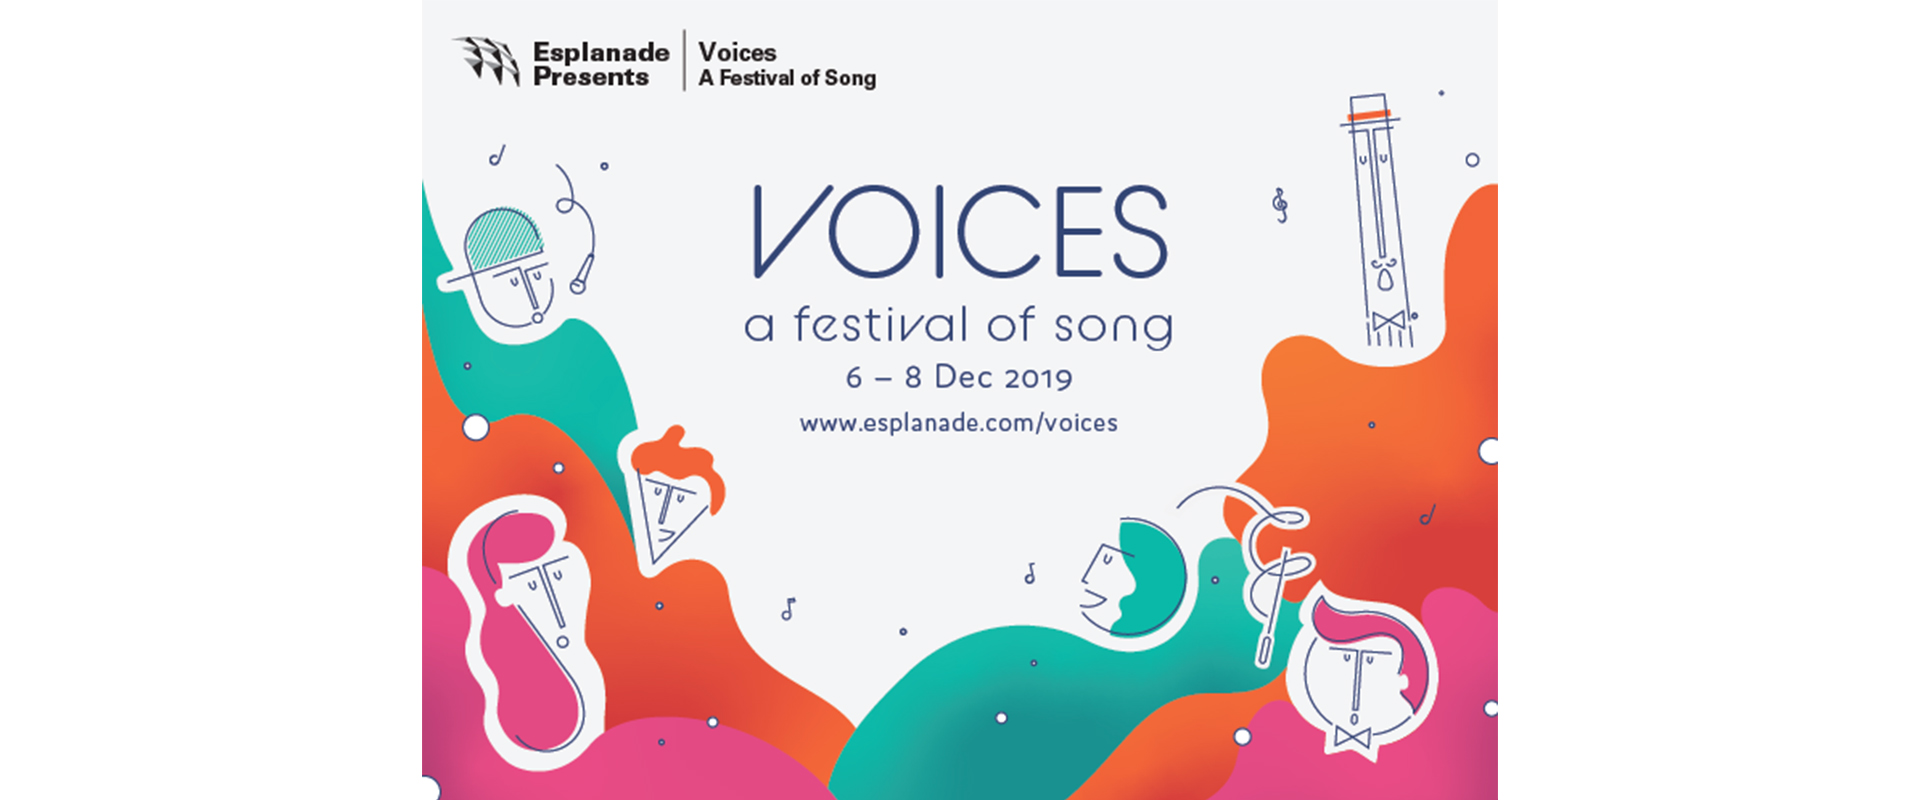 Esplanade
Presents
Voices
A Festival of Song
VOICES
a festival of song
6 – 8 Dec 2019
www.esplanade.com/voices